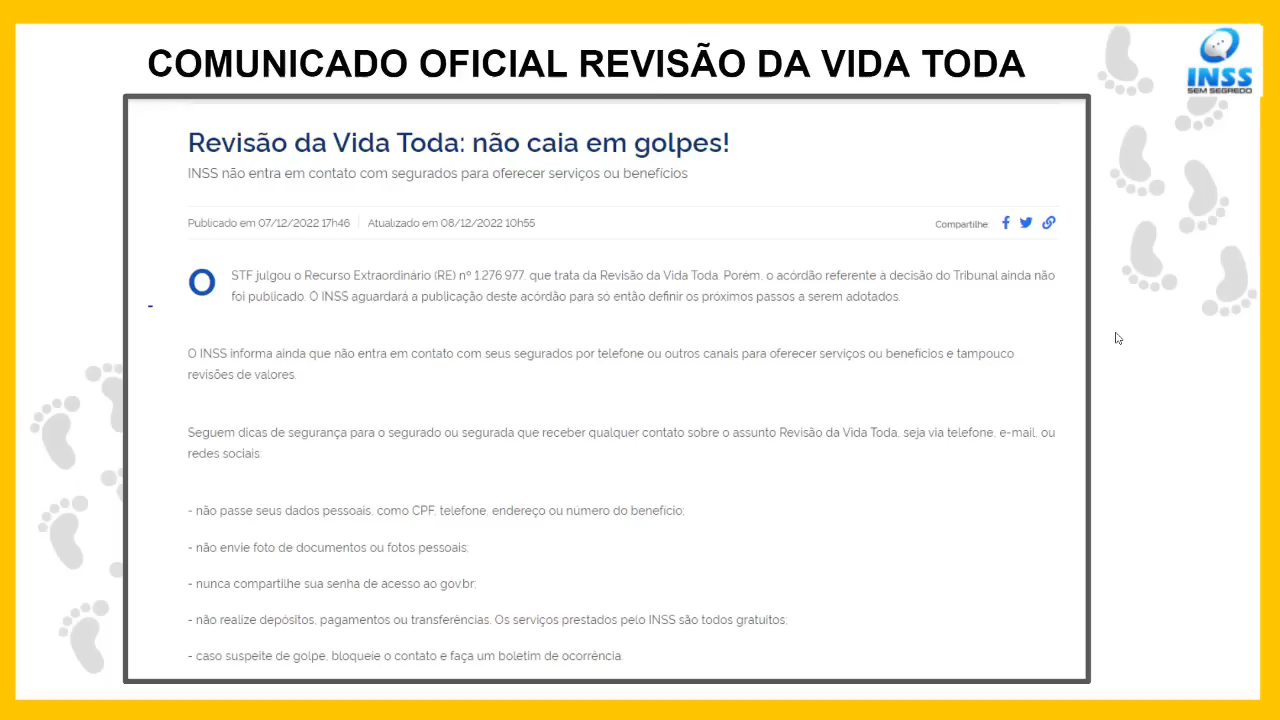 COMUNICADO OFICIAL REVISÃO DA VIDA TODA
INSS
SEM SEGREDO
Revisão da Vida Toda: não caia em golpes!
INSS não entra em contato com segurados para oferecer serviços ou benefícios
Publicado em 07/12/2022 17h46 | Atualizado em 08/12/2022 10h55
Compartilhe:
O STF julgou o Recurso Extraordinário (RE) nº 1.276.977, que trata da Revisão da Vida Toda. Porém, o acórdão referente à decisão do Tribunal ainda não
foi publicado. O INSS aguardará a publicação deste acórdão para só então definir os próximos passos a serem adotados.
O INSS informa ainda que não entra em contato com seus segurados por telefone ou outros canais para oferecer serviços ou benefícios e tampouco
revisões de valores.
Seguem dicas de segurança para o segurado ou segurada que receber qualquer contato sobre o assunto Revisão da Vida Toda, seja via telefone, e-mail, ou
redes sociais:
- não passe seus dados pessoais, como CPF, telefone, endereço ou número do benefício;
- não envie foto de documentos ou fotos pessoais;
- nunca compartilhe sua senha de acesso ao gov.br;
- não realize depósitos, pagamentos ou transferências. Os serviços prestados pelo INSS são todos gratuitos;
- caso suspeite de golpe, bloqueie o contato e faça um boletim de ocorrência.